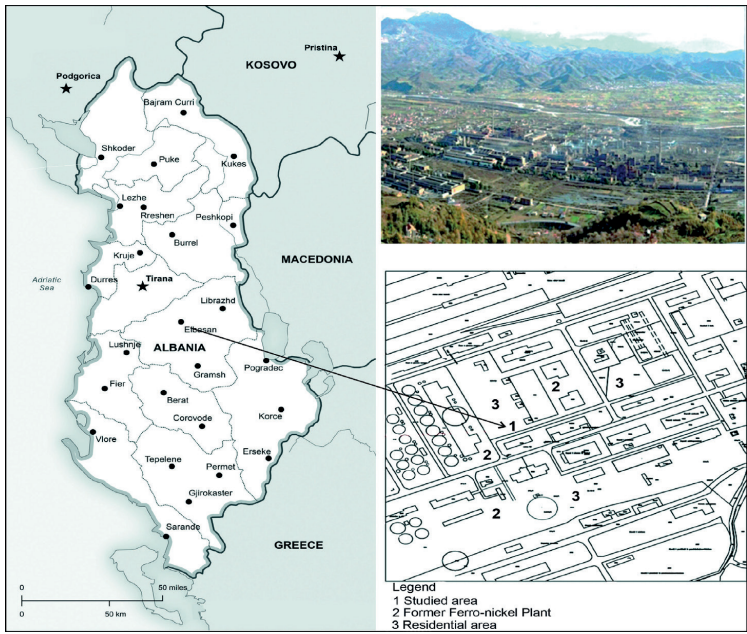 Pristina
KOSOVO
Podgorica
Bajram Curri
Shkoder
Puke
Kukes
Lezhe
Rreshen
Peshkopi
Burrel
Kruje
MACEDONIA
Adriatic
Sea
Durres
Tirana
Librazhd
Elbasan
Lushnje
ALBANIA
Pogradec
Gramsh
Fier
Berat
Korce
Corovode
Vlore
Erseke
Tepelene
Permet
Gjirokaster
Sarande
GREECE
0
50 miles
0
50 km
3
2
3
1
2
3
2
Legend
1 Studied area
2 Former Ferro-nickel Plant
3 Residential area